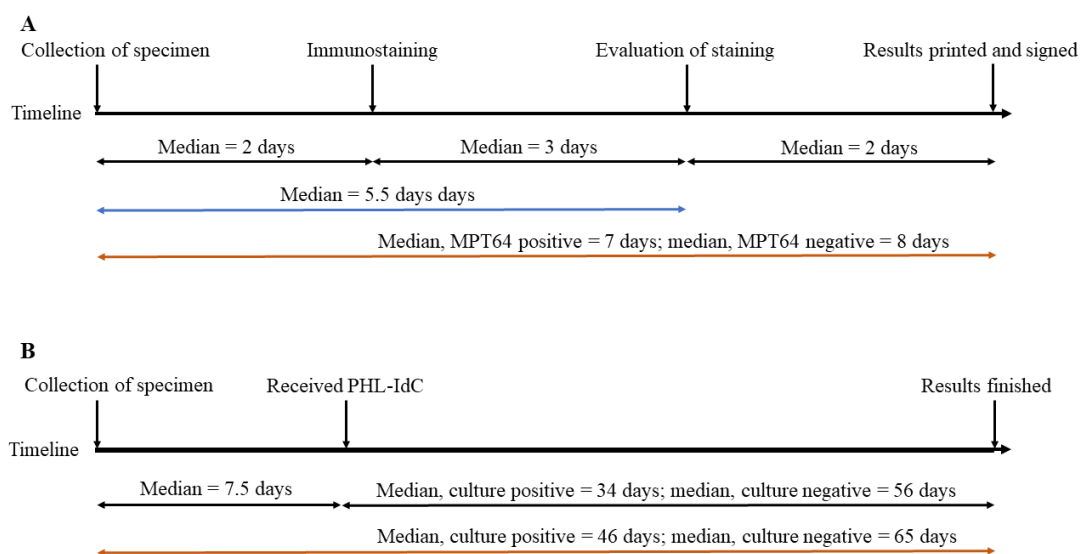 A
Collection of specimen Immunostaining Evaluation of staining Results printed and signed
Timeline
Median = 2 days Median = 3 days Median = 2 days
Median = 5.5 days days
Median, MPT64 positive = 7 days; median, MPT64 negative = 8 days
B
Collection of specimen Received PHL-IdC Results finished
Timeline
Median = 7.5 days Median, culture positive = 34 days; median, culture negative = 56 days
Median, culture positive = 46 days; median, culture negative = 65 days